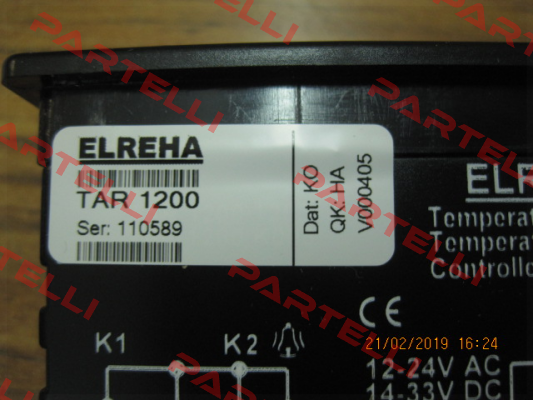 ELREHA
TAR 1200
Ser: 110589
Dat: KO
QK: HA
V000405
Temperat
Temperat
Controlle
CE
K1
K2
12-24V AC
14-33V DC
21/02/2019 16:24
PARTELLI
PARTELLI
PARTELLI
PARTELLI
PARTELLI